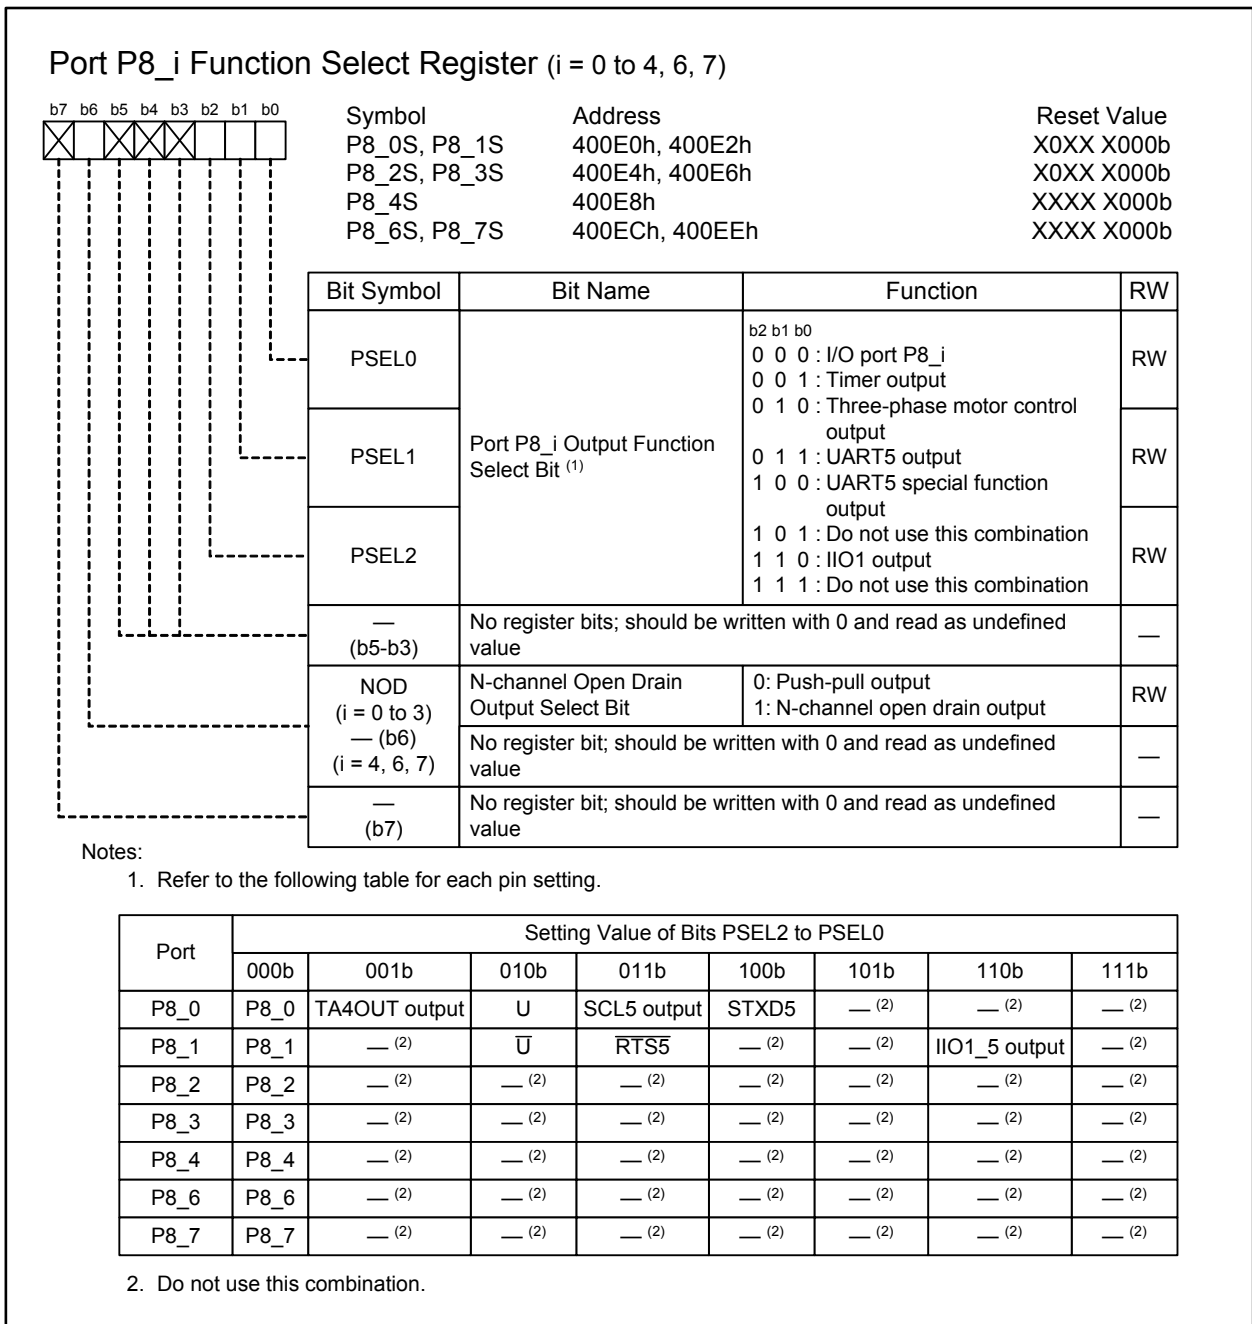 Port P8_i Function Select Register (i = 0 to 4, 6, 7)
b7 b6 b5 b4 b3 b2 b1 b0
Symbol Address Reset Value
P8_0S, P8_1S 400E0h, 400E2h X0XX X000b
P8_2S, P8_3S 400E4h, 400E6h X0XX X000b
P8_4S 400E8h XXXX X000b
P8_6S, P8_7S 400ECh, 400EEh XXXX X000b
Bit Symbol Bit Name Function RW
PSEL0 RW
PSEL1 RW
PSEL2 RW
Port P8_i Output Function
Select Bit (1)
b2 b1 b0
0 0 0 : I/O port P8_i
0 0 1 : Timer output
0 1 0 : Three-phase motor control
output
0 1 1 : UART5 output
1 0 0 : UART5 special function
output
1 0 1 : Do not use this combination
1 1 0 : IIO1 output
1 1 1 : Do not use this combination
—
(b5-b3)
No register bits; should be written with 0 and read as undefined
value
—
NOD
(i = 0 to 3)
— (b6)
(i = 4, 6, 7)
N-channel Open Drain
Output Select Bit
0: Push-pull output
1: N-channel open drain output
RW
No register bit; should be written with 0 and read as undefined
value
—
—
(b7)
No register bit; should be written with 0 and read as undefined
value
—
Notes:
1. Refer to the following table for each pin setting.
Port Setting Value of Bits PSEL2 to PSEL0
000b 001b 010b 011b 100b 101b 110b 111b
P8_0 P8_0 TA4OUT output U SCL5 output STXD5 — (2) — (2) — (2)
P8_1 P8_1 — (2) U̅ R̅T̅S̅5̅ — (2) — (2) IIO1_5 output — (2)
P8_2 P8_2 — (2) — (2) — (2) — (2) — (2) — (2) — (2)
P8_3 P8_3 — (2) — (2) — (2) — (2) — (2) — (2) — (2)
P8_4 P8_4 — (2) — (2) — (2) — (2) — (2) — (2) — (2)
P8_6 P8_6 — (2) — (2) — (2) — (2) — (2) — (2) — (2)
P8_7 P8_7 — (2) — (2) — (2) — (2) — (2) — (2) — (2)
2. Do not use this combination.